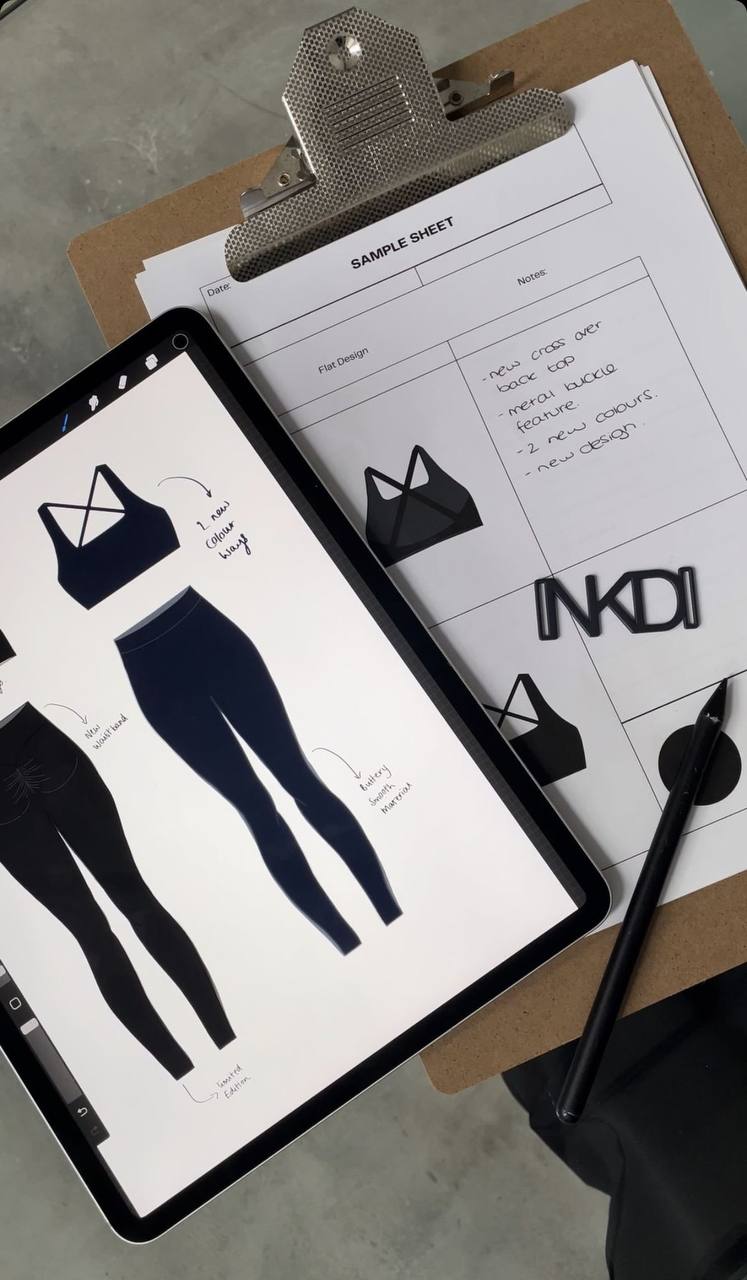 SAMPLE SHEET
Date:
Notes:
Flat Design
- new cross over
back top
- metal buckle
feature.
- 2 new colours.
- new design.
INKDI
2 new
Colour
Ways
New
Waistband
Buttery
Smooth
Material
Limited
Edition